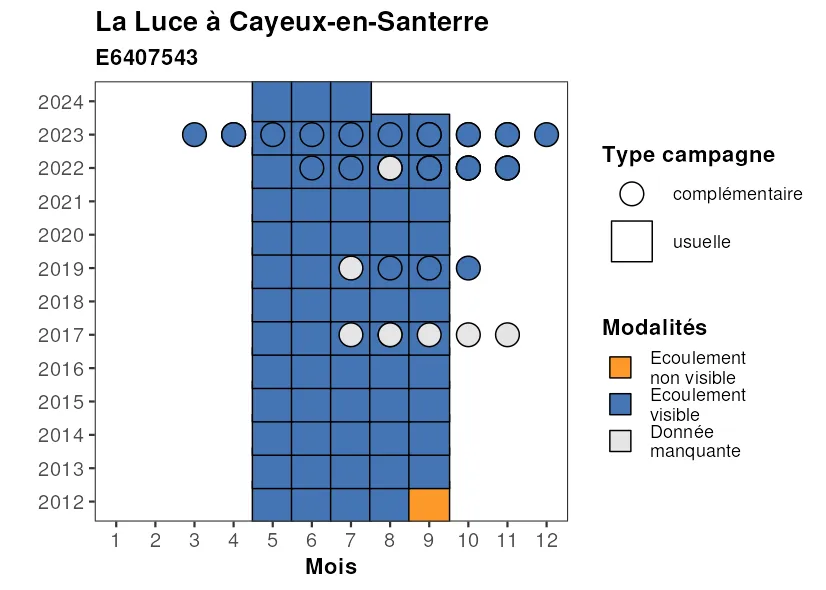 La Luce à Cayeux-en-Santerre
E6407543
2024
2023
2022
2021
2020
2019
2018
2017
2016
2015
2014
2013
2012
1 2 3 4 5 6 7 8 9 10 11 12
Mois
Type campagne
complémentaire
usuelle
Modalités
Ecoulement
non visible
Ecoulement
visible
Donnée
manquante